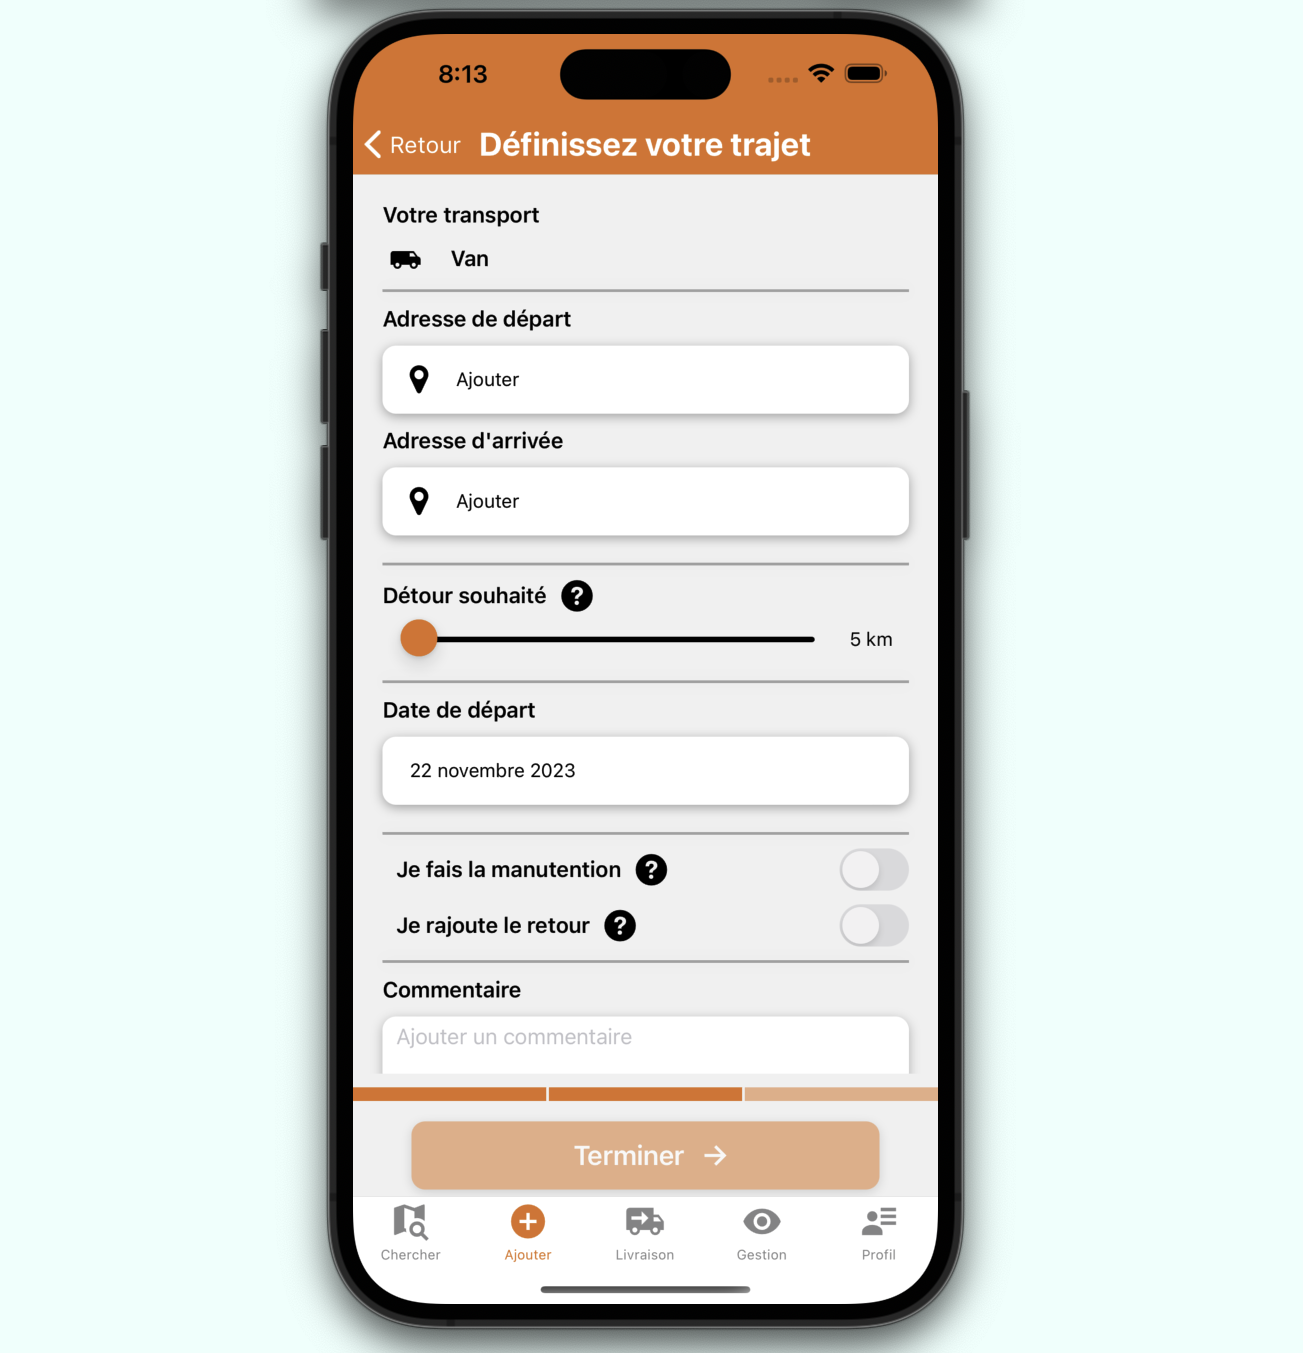 8:13
Retour Définissez votre trajet
Votre transport
Van
Adresse de départ
Ajouter
Adresse d'arrivée
Ajouter
Détour souhaité ?
5 km
Date de départ
22 novembre 2023
Je fais la manutention ?
Je rajoute le retour ?
Commentaire
Ajouter un commentaire
Terminer →
Chercher Ajouter Livraison Gestion Profil